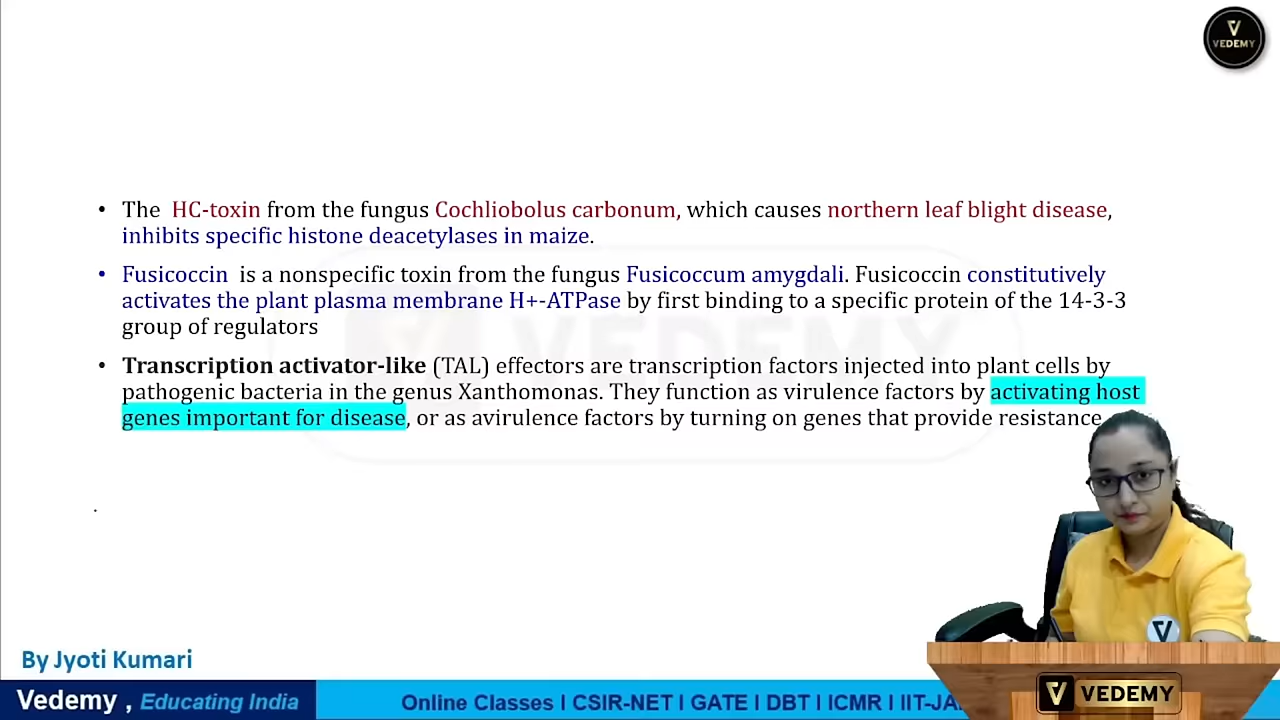 VEDEMY
• The HC-toxin from the fungus Cochliobolus carbonum, which causes northern leaf blight disease,
inhibits specific histone deacetylases in maize.
• Fusicoccin is a nonspecific toxin from the fungus Fusicoccum amygdali. Fusicoccin constitutively
activates the plant plasma membrane H+-ATPase by first binding to a specific protein of the 14-3-3
group of regulators
• Transcription activator-like (TAL) effectors are transcription factors injected into plant cells by
pathogenic bacteria in the genus Xanthomonas. They function as virulence factors by activating host
genes important for disease, or as avirulence factors by turning on genes that provide resistance
VEDEMY
.
By Jyoti Kumari
Vedemy , Educating India
Online Classes I CSIR-NET I GATE I DBT I ICMR I IIT-JA
VEDEMY